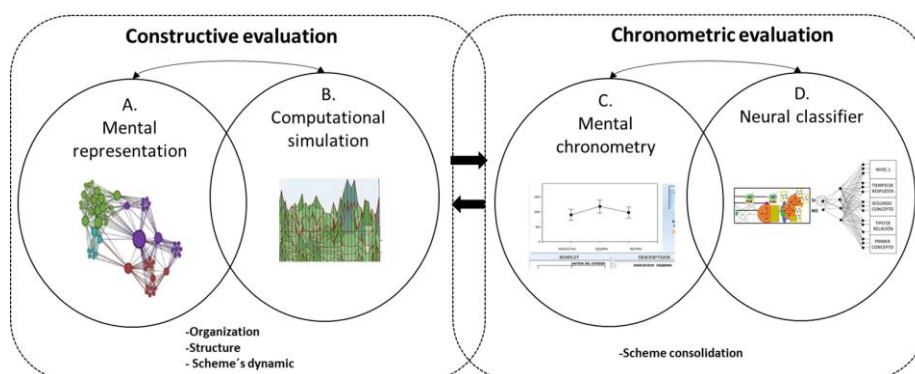 Constructive evaluation
Chronometric evaluation
A.
Mental
representation
B.
Computational
simulation
C.
Mental
chronometry
D.
Neural classifier
NIVEL 1
TIEMPO DE
RESPUESTA
SEGUNDO
CONCEPTO
TIPO DE
RELACIÓN
PRIMER
CONCEPTO
-Organization
-Structure
- Scheme´s dynamic
-Scheme consolidation